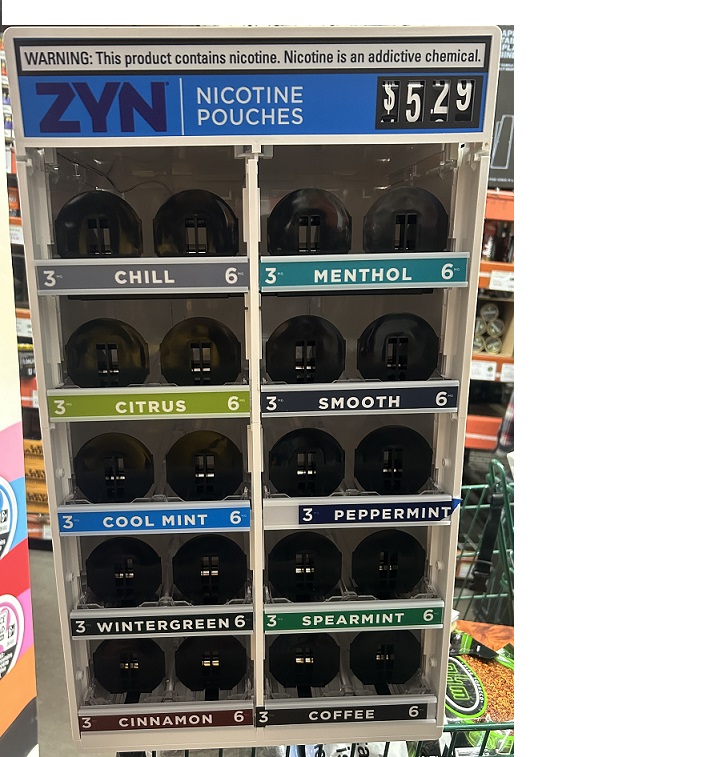 WARNING: This product contains nicotine. Nicotine is an addictive chemical.
ZYN NICOTINE
POUCHES
$5.29
3 CHILL 6
3 MENTHOL 6
3 CITRUS 6
3 SMOOTH 6
3 COOL MINT 6
3 PEPPERMINT
3 WINTERGREEN 6
3 SPEARMINT 6
3 CINNAMON 6
3 COFFEE 6